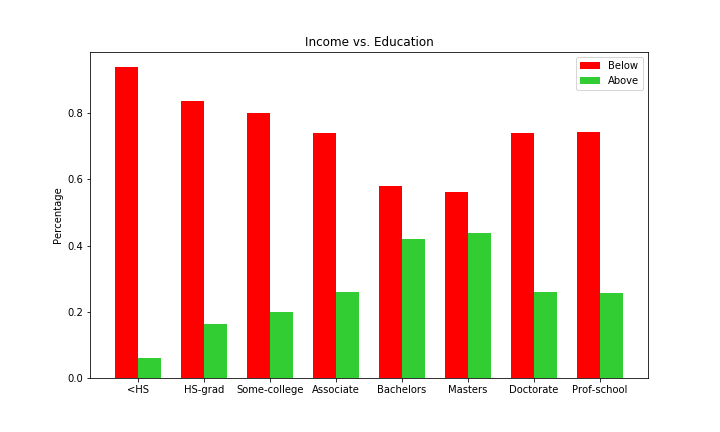 Income vs. Education
Below
Above
Percentage
0.8
0.6
0.4
0.2
0.0
<HS
HS-grad
Some-college
Associate
Bachelors
Masters
Doctorate
Prof-school